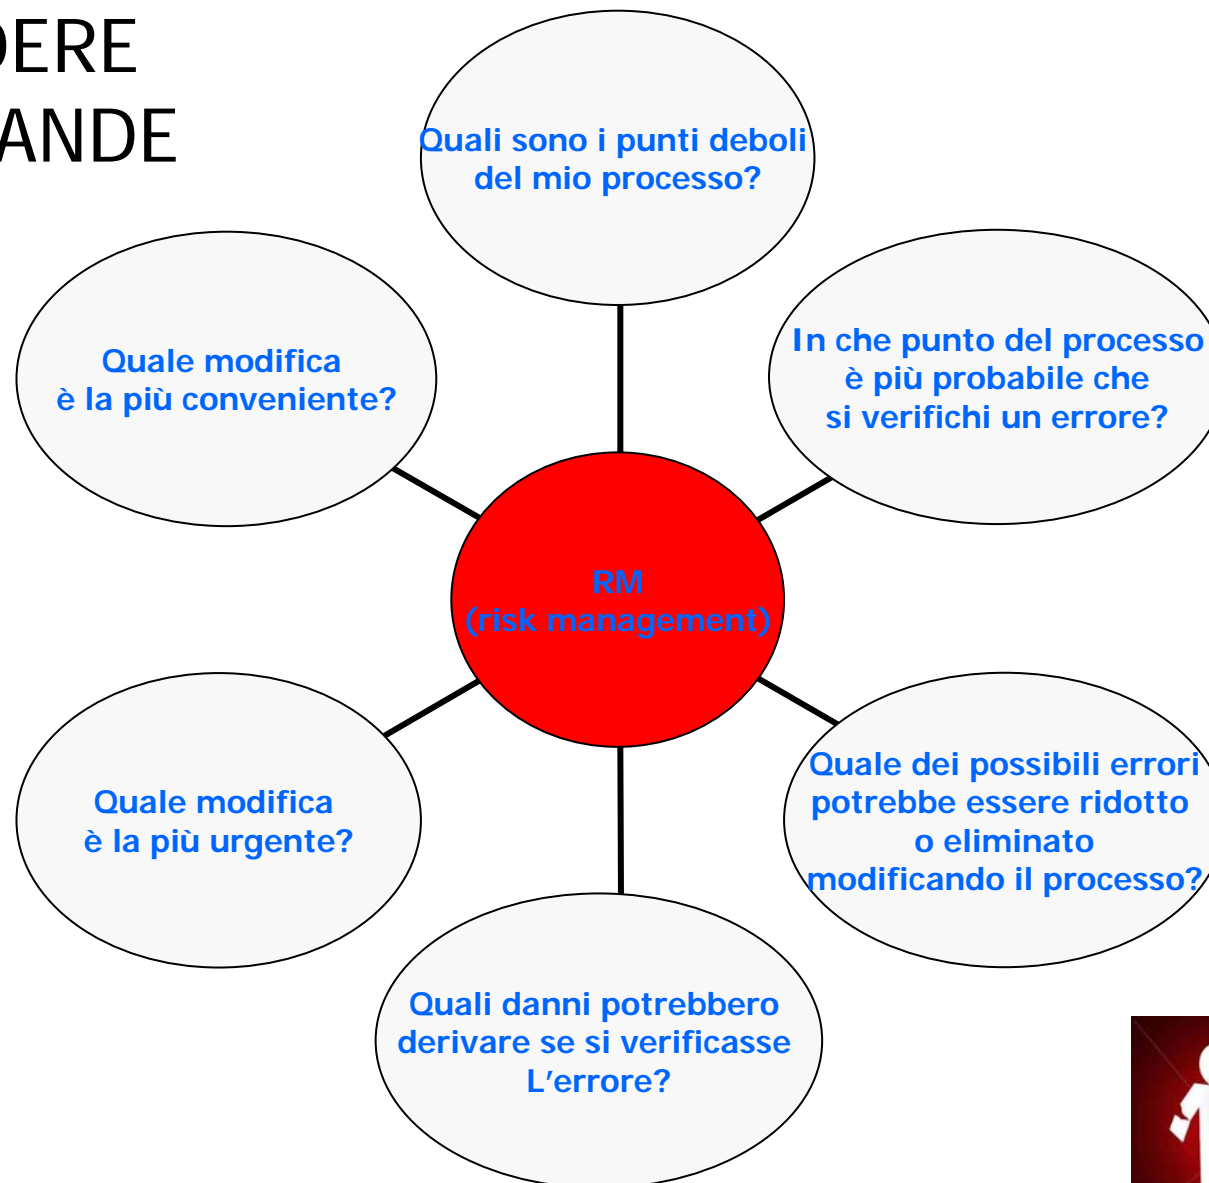 DERE
ANDE
Quali sono i punti deboli
del mio processo?
In che punto del processo
è più probabile che
si verifichi un errore?
Quale modifica
è la più conveniente?
RM
(risk management)
Quale dei possibili errori
potrebbe essere ridotto
o eliminato
modificando il processo?
Quale modifica
è la più urgente?
Quali danni potrebbero
derivare se si verificasse
L'errore?